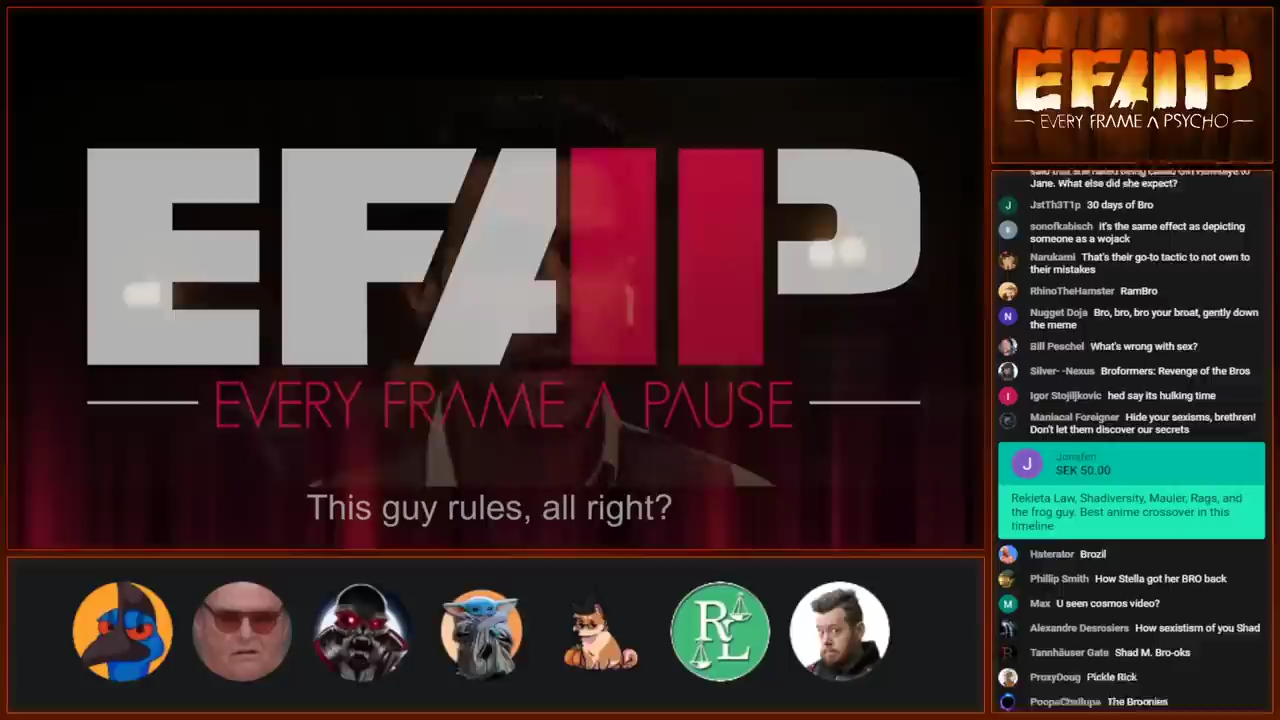 EFAP
EVERY FRAME A PAUSE
This guy rules, all right?
RL
EFAP
EVERY FRAME A PSYCHO
Jane. What else did she expect?
J JstTh3T1p 30 days of Bro
sonofkabisch It's the same effect as depicting
someone as a wojack
Narukami That's their go-to tactic to not own to
their mistakes
RhinoTheHamster RamBro
N Nugget Doja Bro, bro, bro your broat, gently down
the meme
Bill Peschel What's wrong with sex?
Silver- -Nexus Broformers: Revenge of the Bros
I Igor Stojiljkovic hed say its hulking time
Maniacal Foreigner Hide your sexisms, brethren!
Don't let them discover our secrets
J
SEK 50.00
Rekieta Law, Shadiversity, Mauler, Rags, and
the frog guy. Best anime crossover in this
timeline
Haterator Brozil
Phillip Smith How Stella got her BRO back
M Max U seen cosmos video?
Alexandre Desrosiers How sexistism of you Shad
Tannhäuser Gate Shad M. Bro-oks
ProxyDoug Pickle Rick
PoopaChallupa The Broonies